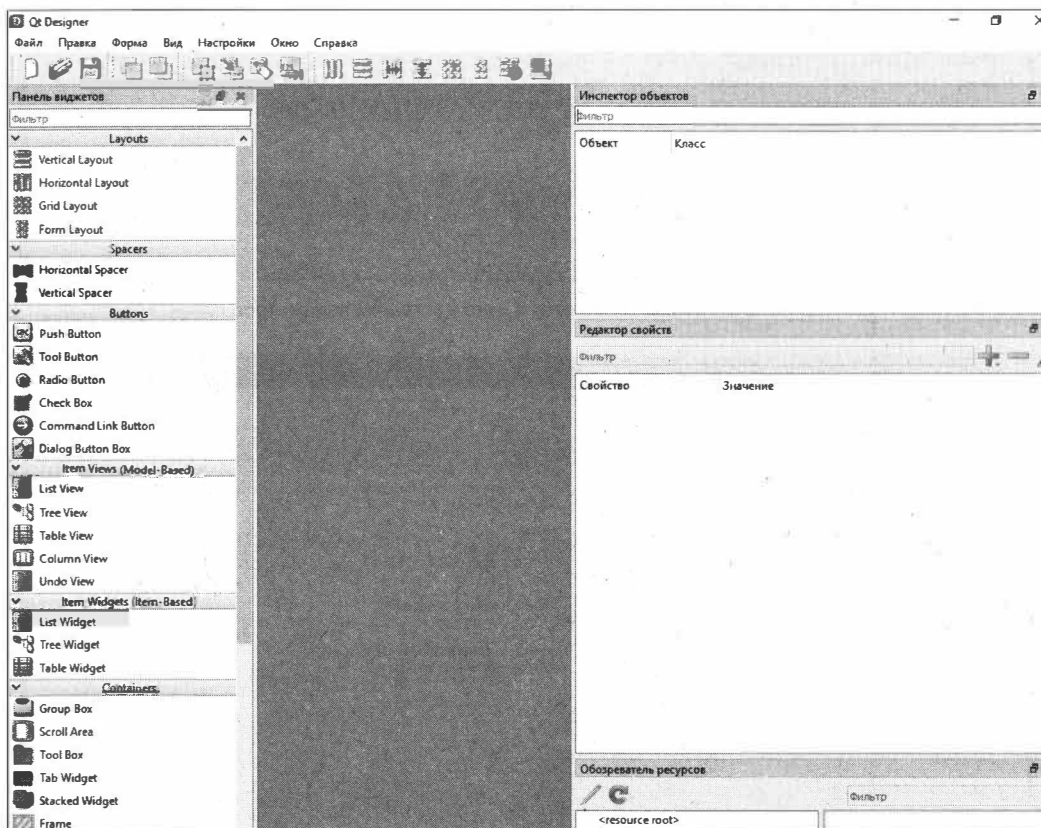 Qt Designer
Файл Правка Форма Вид Настройки Окно Справка
Панель виджетов
Фильтр
Layouts
Vertical Layout
Horizontal Layout
Grid Layout
Form Layout
Spacers
Horizontal Spacer
Vertical Spacer
Buttons
Push Button
Tool Button
Radio Button
Check Box
Command Link Button
Dialog Button Box
Item Views (Model-Based)
List View
Tree View
Table View
Column View
Undo View
Item Widgets (Item-Based)
List Widget
Tree Widget
Table Widget
Containers
Group Box
Scroll Area
Tool Box
Tab Widget
Stacked Widget
Frame
Инспектор объектов
Фильтр
Объект Класс
Редактор свойств
Фильтр
Свойство Значение
Обозреватель ресурсов
Фильтр
<resource root>